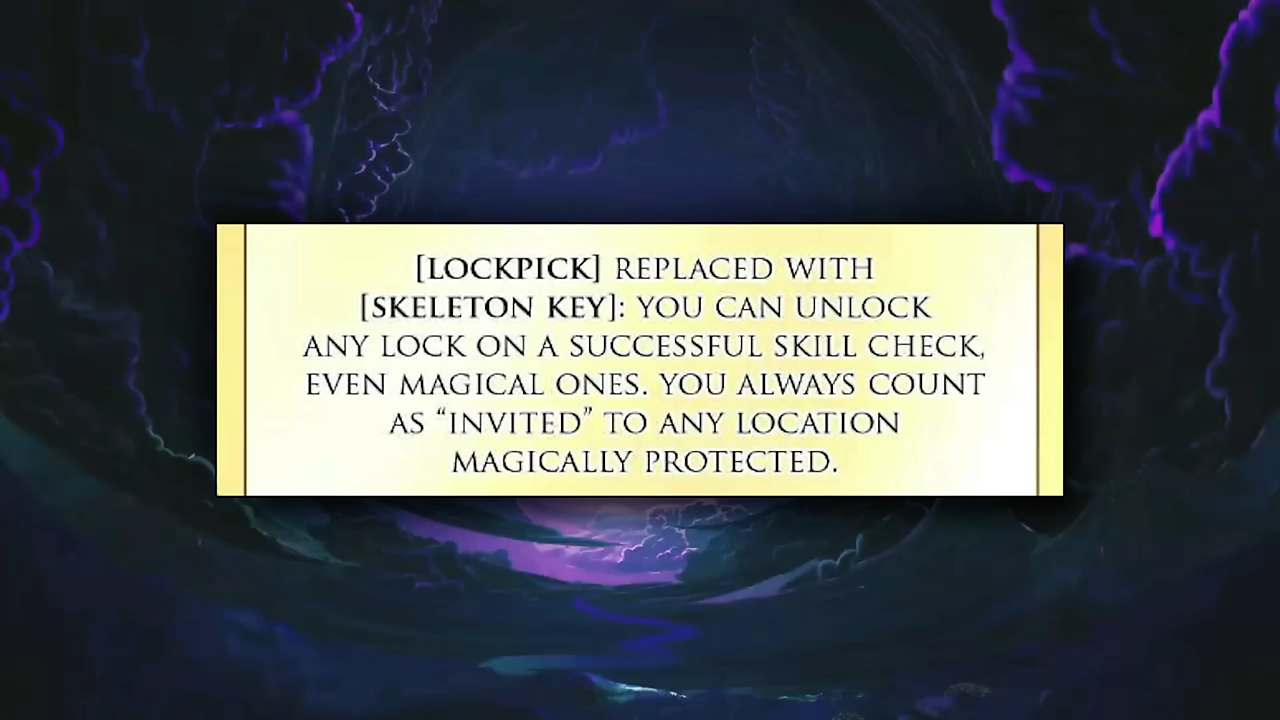 [LOCKPICK] REPLACED WITH
[SKELETON KEY]: YOU CAN UNLOCK
ANY LOCK ON A SUCCESSFUL SKILL CHECK,
EVEN MAGICAL ONES. YOU ALWAYS COUNT
AS “INVITED” TO ANY LOCATION
MAGICALLY PROTECTED.